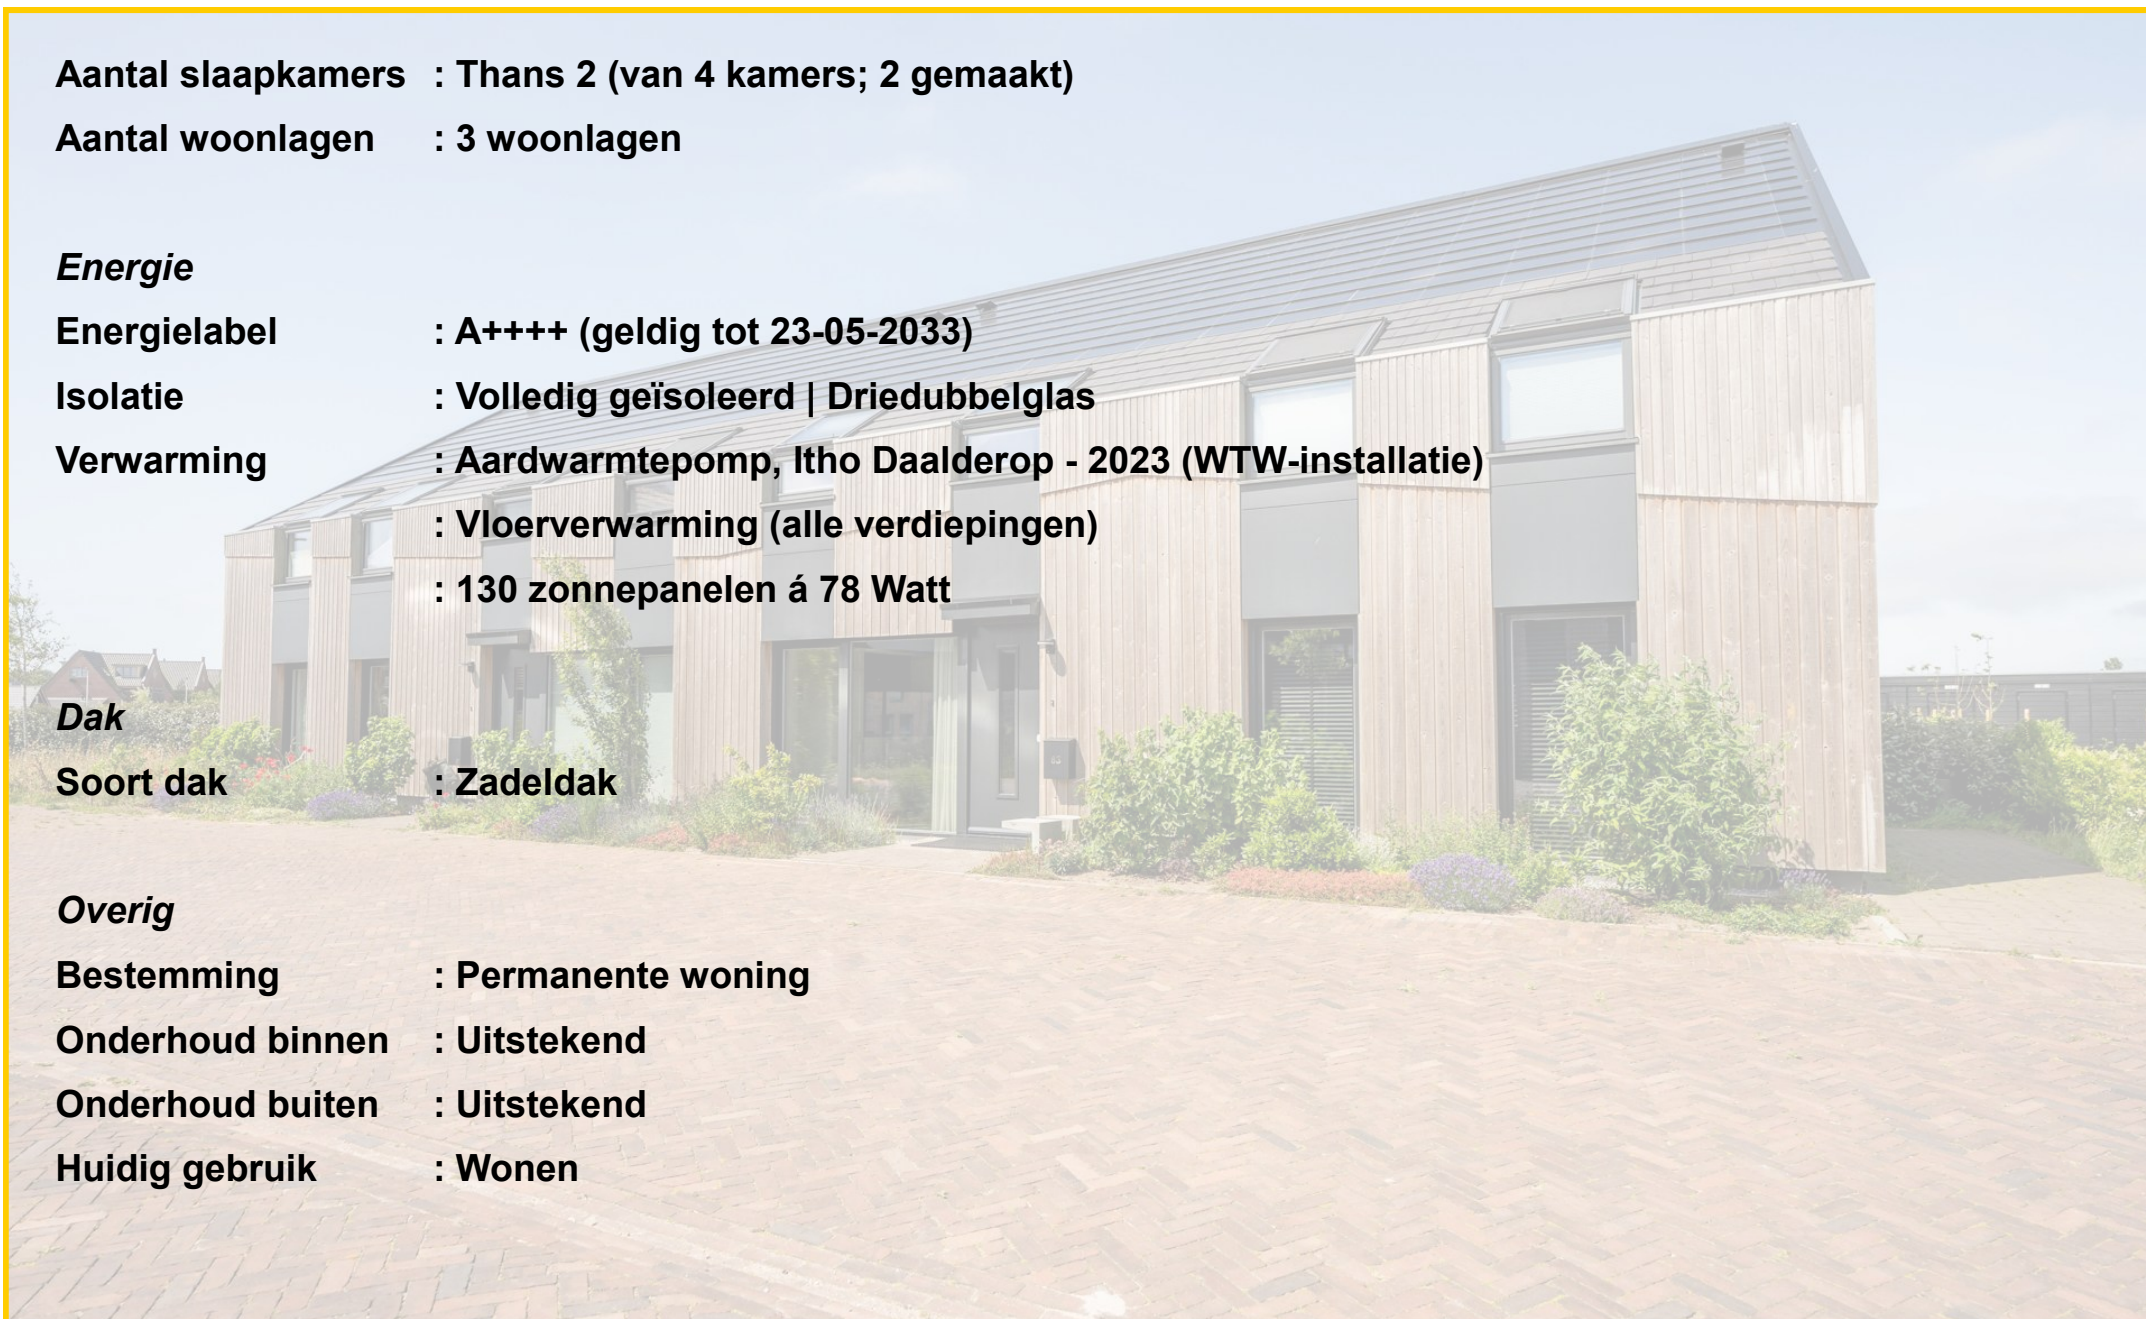 Aantal slaapkamers : Thans 2 (van 4 kamers; 2 gemaakt)
Aantal woonlagen : 3 woonlagen
Energie
Energielabel : A++++ (geldig tot 23-05-2033)
Isolatie : Volledig geïsoleerd | Driedubbelglas
Verwarming : Aardwarmtepomp, Itho Daalderop - 2023 (WTW-installatie)
: Vloerverwarming (alle verdiepingen)
: 130 zonnepanelen á 78 Watt
Dak
Soort dak : Zadeldak
Overig
Bestemming : Permanente woning
Onderhoud binnen : Uitstekend
Onderhoud buiten : Uitstekend
Huidig gebruik : Wonen